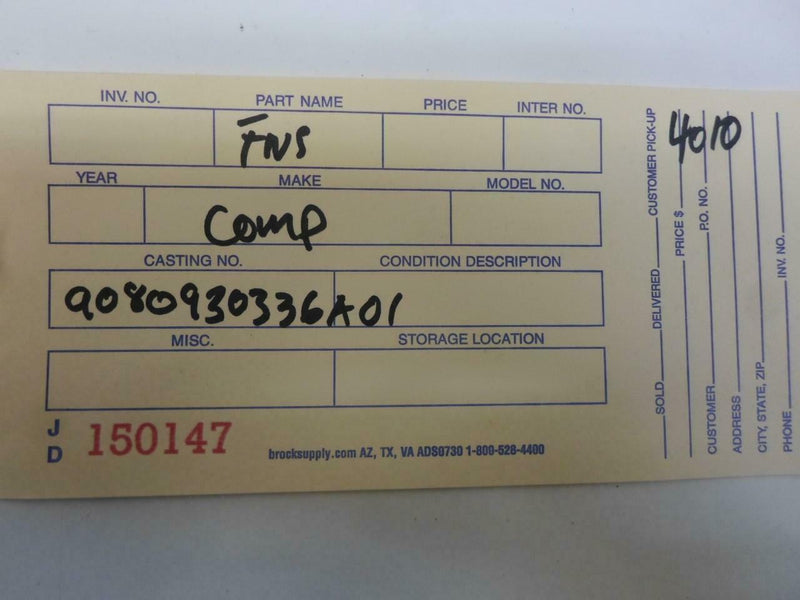 INV. NO. PART NAME PRICE INTER NO.
FNS
YEAR MAKE MODEL NO.
Comp
CASTING NO. CONDITION DESCRIPTION
9080930336A01
MISC. STORAGE LOCATION
JD 150147
brocksupply.com AZ, TX, VA ADS0730 1-800-528-4400
SOLD DELIVERED CUSTOMER PICK-UP
PRICE $
4010
CUSTOMER P.O. NO.
ADDRESS
CITY, STATE, ZIP
PHONE INV. NO.